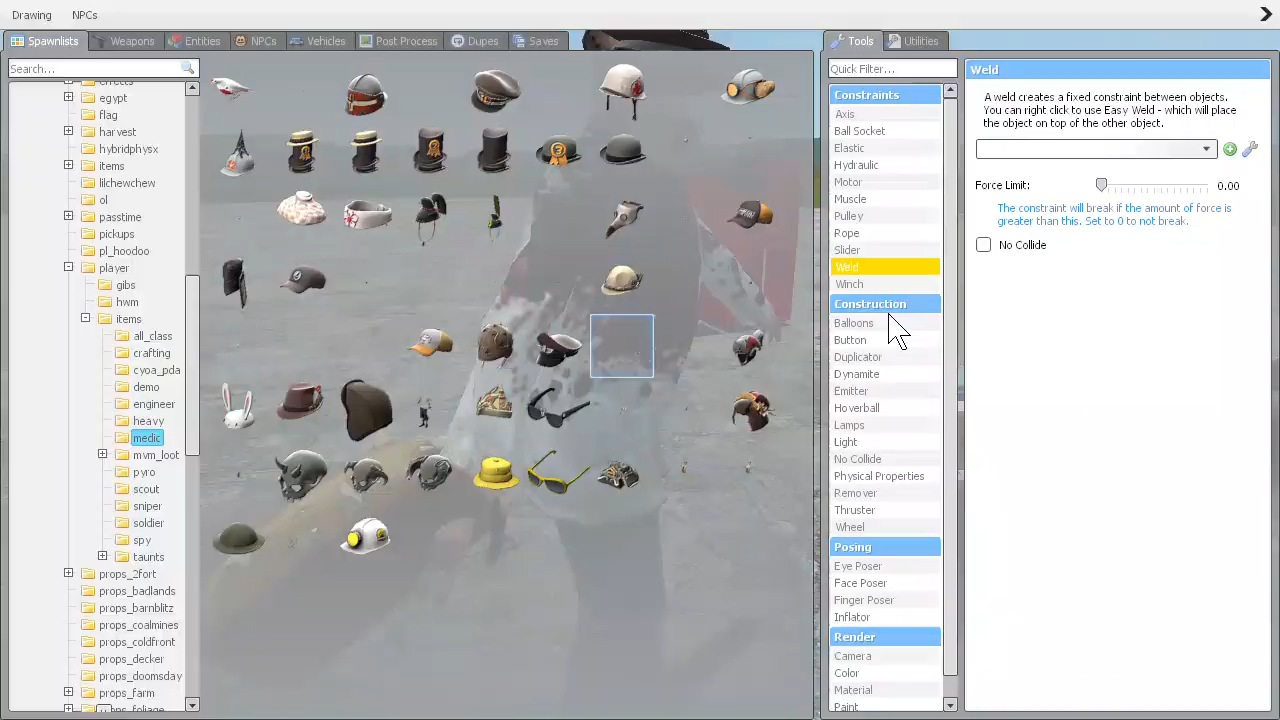 Drawing NPCs
Spawnlists Weapons Entities NPCs Vehicles Post Process Dupes Saves
Search...
effects
egypt
flag
harvest
hybridphysx
items
lilchewchew
ol
passtime
pickups
pl_hoodoo
player
gibs
hwm
items
all_class
crafting
cyoa_pda
demo
engineer
heavy
medic
mvm_loot
pyro
scout
sniper
soldier
spy
taunts
props_2fort
props_badlands
props_barnblitz
props_coalmines
props_coldfront
props_decker
props_doomsday
props_farm
props_foliage
Tools Utilities
Quick Filter...
Constraints
Axis
Ball Socket
Elastic
Hydraulic
Motor
Muscle
Pulley
Rope
Slider
Weld
Winch
Construction
Balloons
Button
Duplicator
Dynamite
Emitter
Hoverball
Lamps
Light
No Collide
Physical Properties
Remover
Thruster
Wheel
Posing
Eye Poser
Face Poser
Finger Poser
Inflator
Render
Camera
Color
Material
Paint
Weld
A weld creates a fixed constraint between objects.
You can right click to use Easy Weld - which will place
the object on top of the other object.
Force Limit: 0.00
The constraint will break if the amount of force is
greater than this. Set to 0 to not break.
No Collide